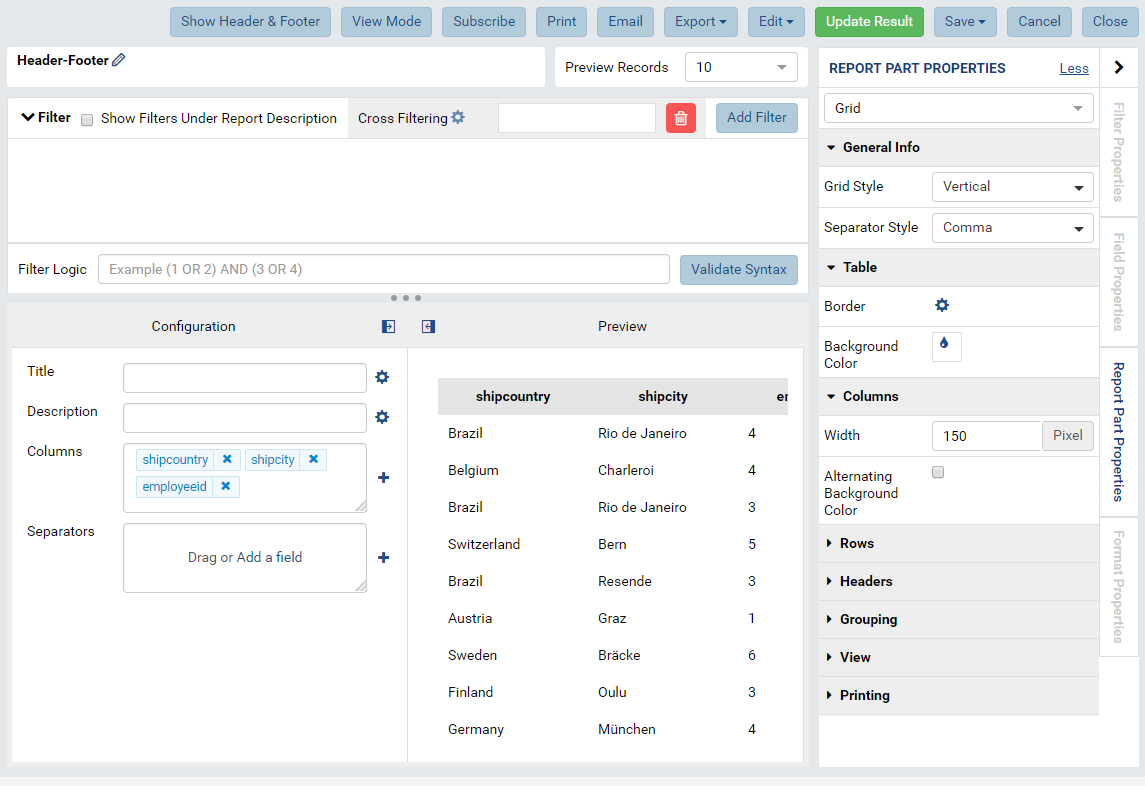 Show Header & Footer View Mode Subscribe Print Email Export Edit Update Result Save Cancel Close
Header-Footer
Preview Records 10
Filter Show Filters Under Report Description Cross Filtering Add Filter
Filter Logic Example (1 OR 2) AND (3 OR 4) Validate Syntax
Configuration Preview
Title
Description
Columns shipcountry shipcity
employeeid
Separators
Drag or Add a field
shipcountry shipcity
Brazil Rio de Janeiro 4
Belgium Charleroi 4
Brazil Rio de Janeiro 3
Switzerland Bern 5
Brazil Resende 3
Austria Graz 1
Sweden Bräcke 6
Finland Oulu 3
Germany München 4
REPORT PART PROPERTIES Less
Grid
General Info
Grid Style Vertical
Separator Style Comma
Table
Border
Background
Color
Columns
Width 150 Pixel
Alternating
Background
Color
Rows
Headers
Grouping
View
Printing
Filter Properties
Field Properties
Report Part Properties
Format Properties